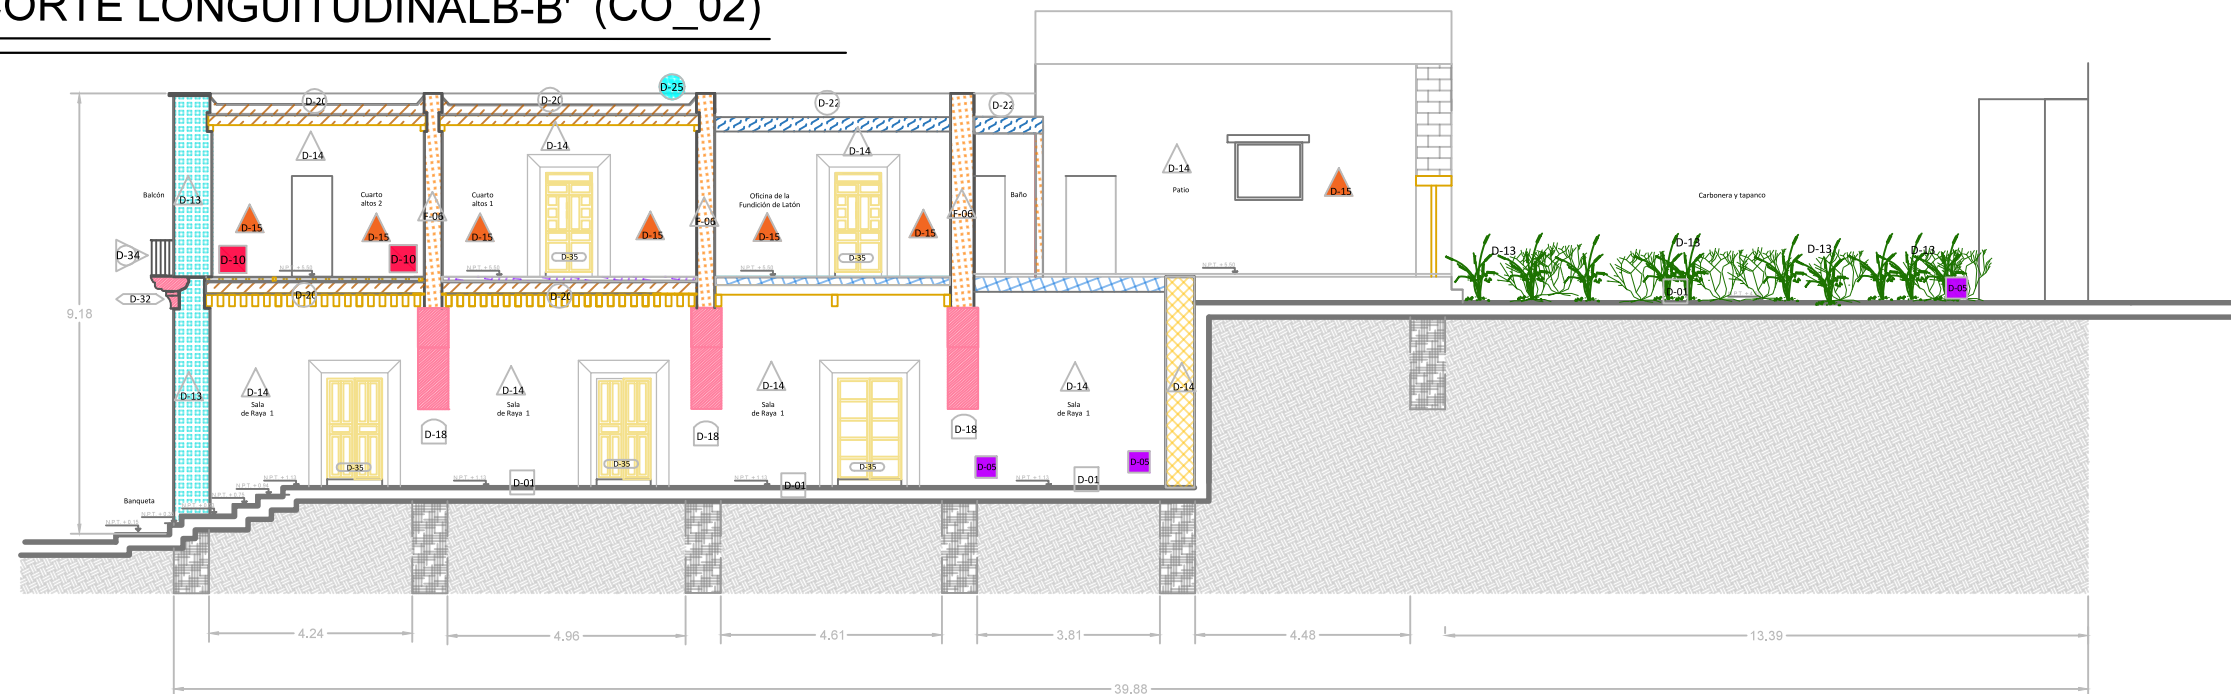 CORTE LONGUITUDINALB-B' (CO_02)
D-20
D-20
D-25
D-22
D-22
D-14
D-14
D-14
D-14
Balcón
D-13
Cuarto
altos 2
Cuarto
altos 1
Oficina de la
Fundición de Latón
Baño
Patio
D-15
Carbonera y tapanco
F-06
F-06
F-06
D-15
D-15
D-15
D-15
D-15
D-15
D-34
D-10
D-10
D-35
D-35
D-13
D-13
D-13
D-13
D-32
D-20
D-20
D-01
D-05
9.18
D-13
D-14
Sala
de Raya 1
D-14
Sala
de Raya 1
D-14
Sala
de Raya 1
D-14
Sala
de Raya 1
D-14
D-18
D-18
D-18
D-35
D-35
D-35
D-05
D-05
D-01
D-01
D-01
Banqueta
4.24
4.96
4.61
3.81
4.48
13.39
39.88